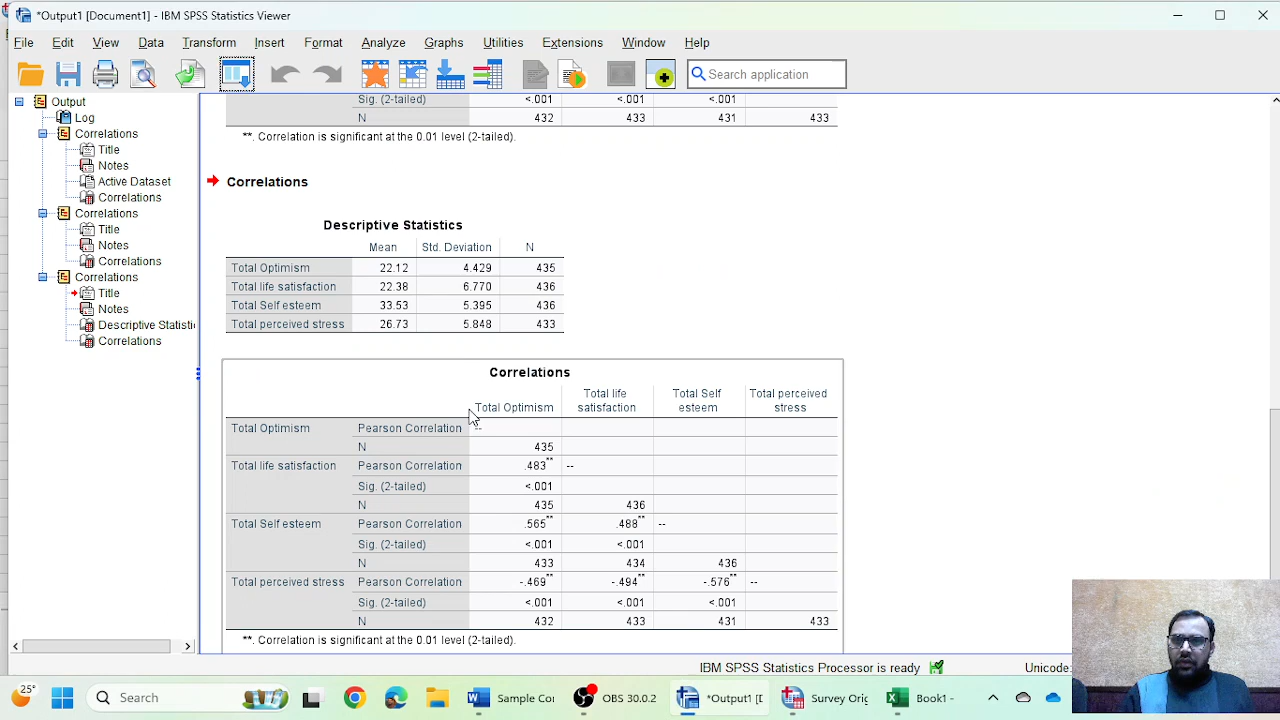 *Output1 [Document1] - IBM SPSS Statistics Viewer
File Edit View Data Transform Insert Format Analyze Graphs Utilities Extensions Window Help
Search application
Output
Log
Correlations
Title
Notes
Active Dataset
Correlations
Correlations
Title
Notes
Correlations
Correlations
Title
Notes
Descriptive Statisti
Correlations
Sig. (2-tailed) <.001 <.001 <.001
N 432 433 431 433
**. Correlation is significant at the 0.01 level (2-tailed).
Correlations
Descriptive Statistics
Mean Std. Deviation N
Total Optimism 22.12 4.429 435
Total life satisfaction 22.38 6.770 436
Total Self esteem 33.53 5.395 436
Total perceived stress 26.73 5.848 433
Correlations
Total Optimism Total life satisfaction Total Self esteem Total perceived stress
Total Optimism Pearson Correlation --
N 435
Total life satisfaction Pearson Correlation .483** --
Sig. (2-tailed) <.001
N 435 436
Total Self esteem Pearson Correlation .565** .488** --
Sig. (2-tailed) <.001 <.001
N 433 434 436
Total perceived stress Pearson Correlation -.469** -.494** -.576** --
Sig. (2-tailed) <.001 <.001 <.001
N 432 433 431 433
**. Correlation is significant at the 0.01 level (2-tailed).
IBM SPSS Statistics Processor is ready Unicode:
25° Search Sample Co OBS 30.0.2 *Output1 [D Survey Orig Book1 -